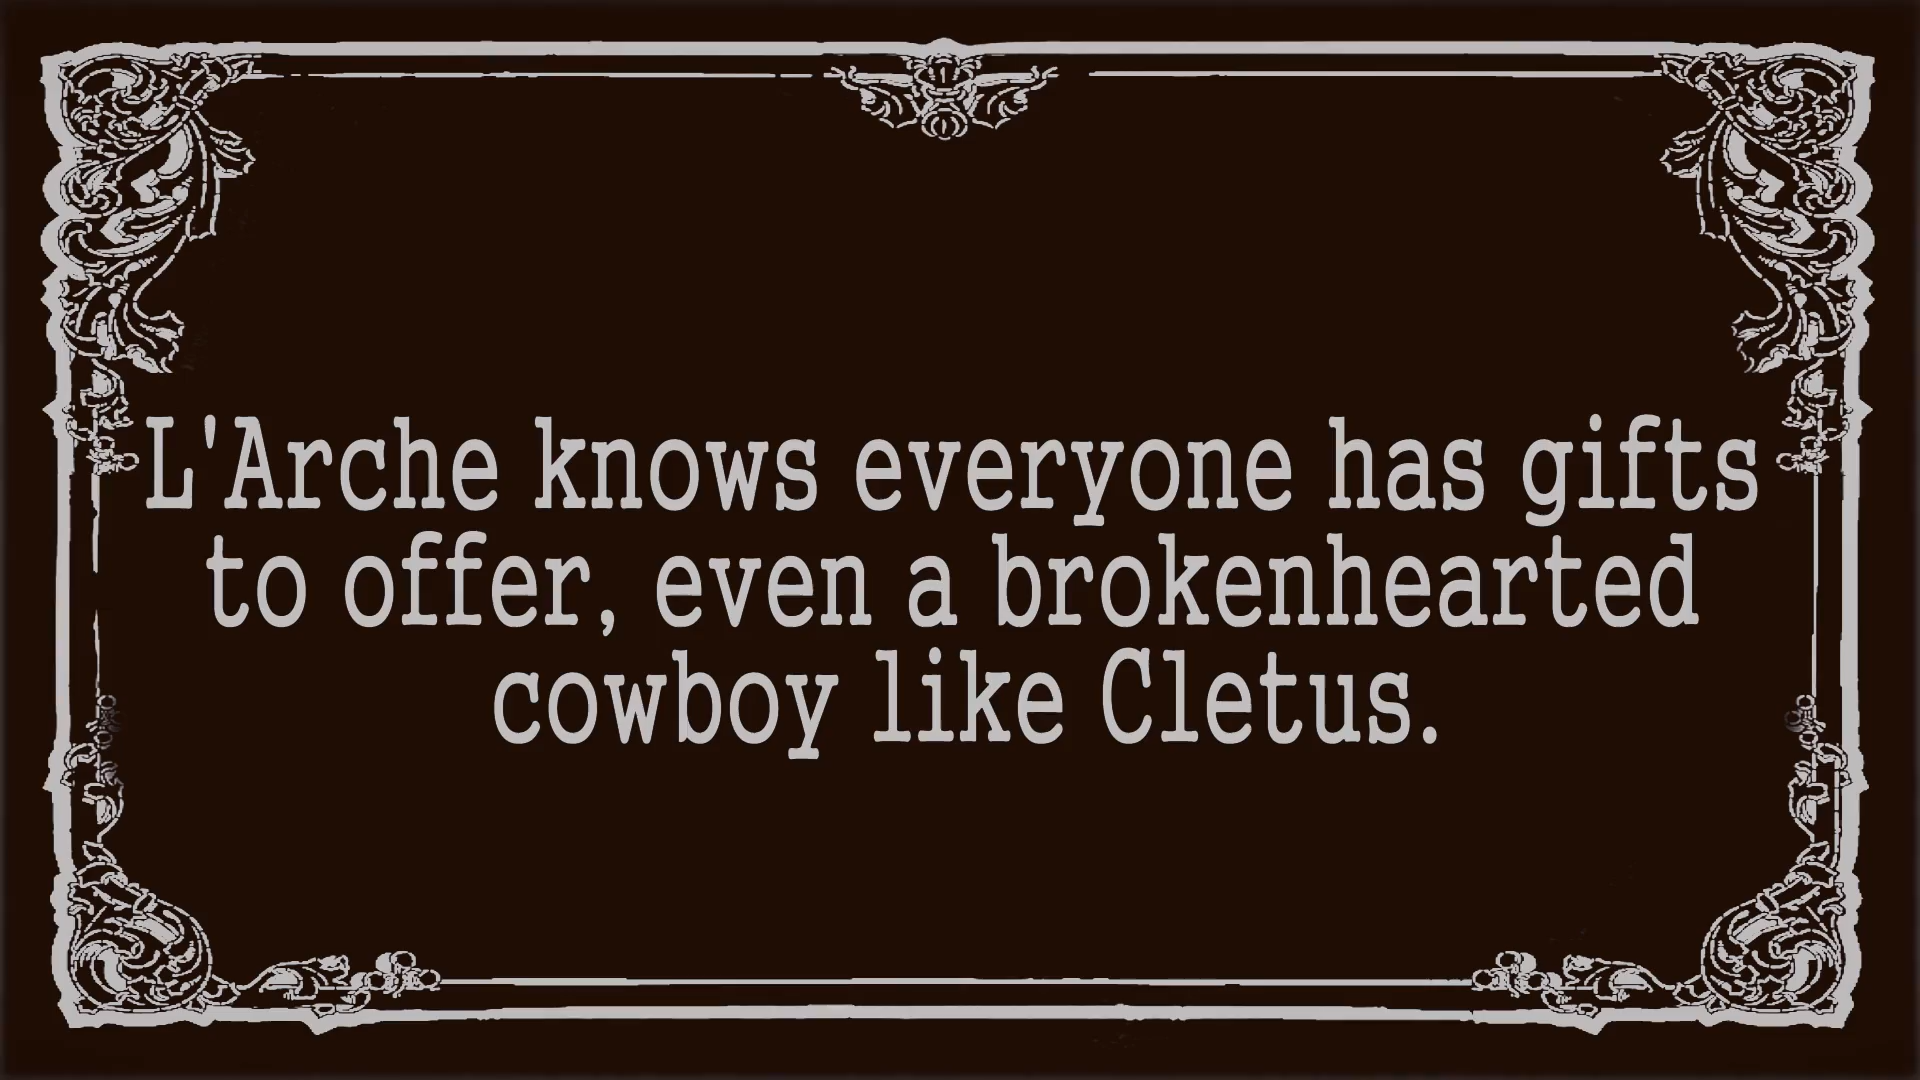 L'Arche knows everyone has gifts
to offer, even a brokenhearted
cowboy like Cletus.